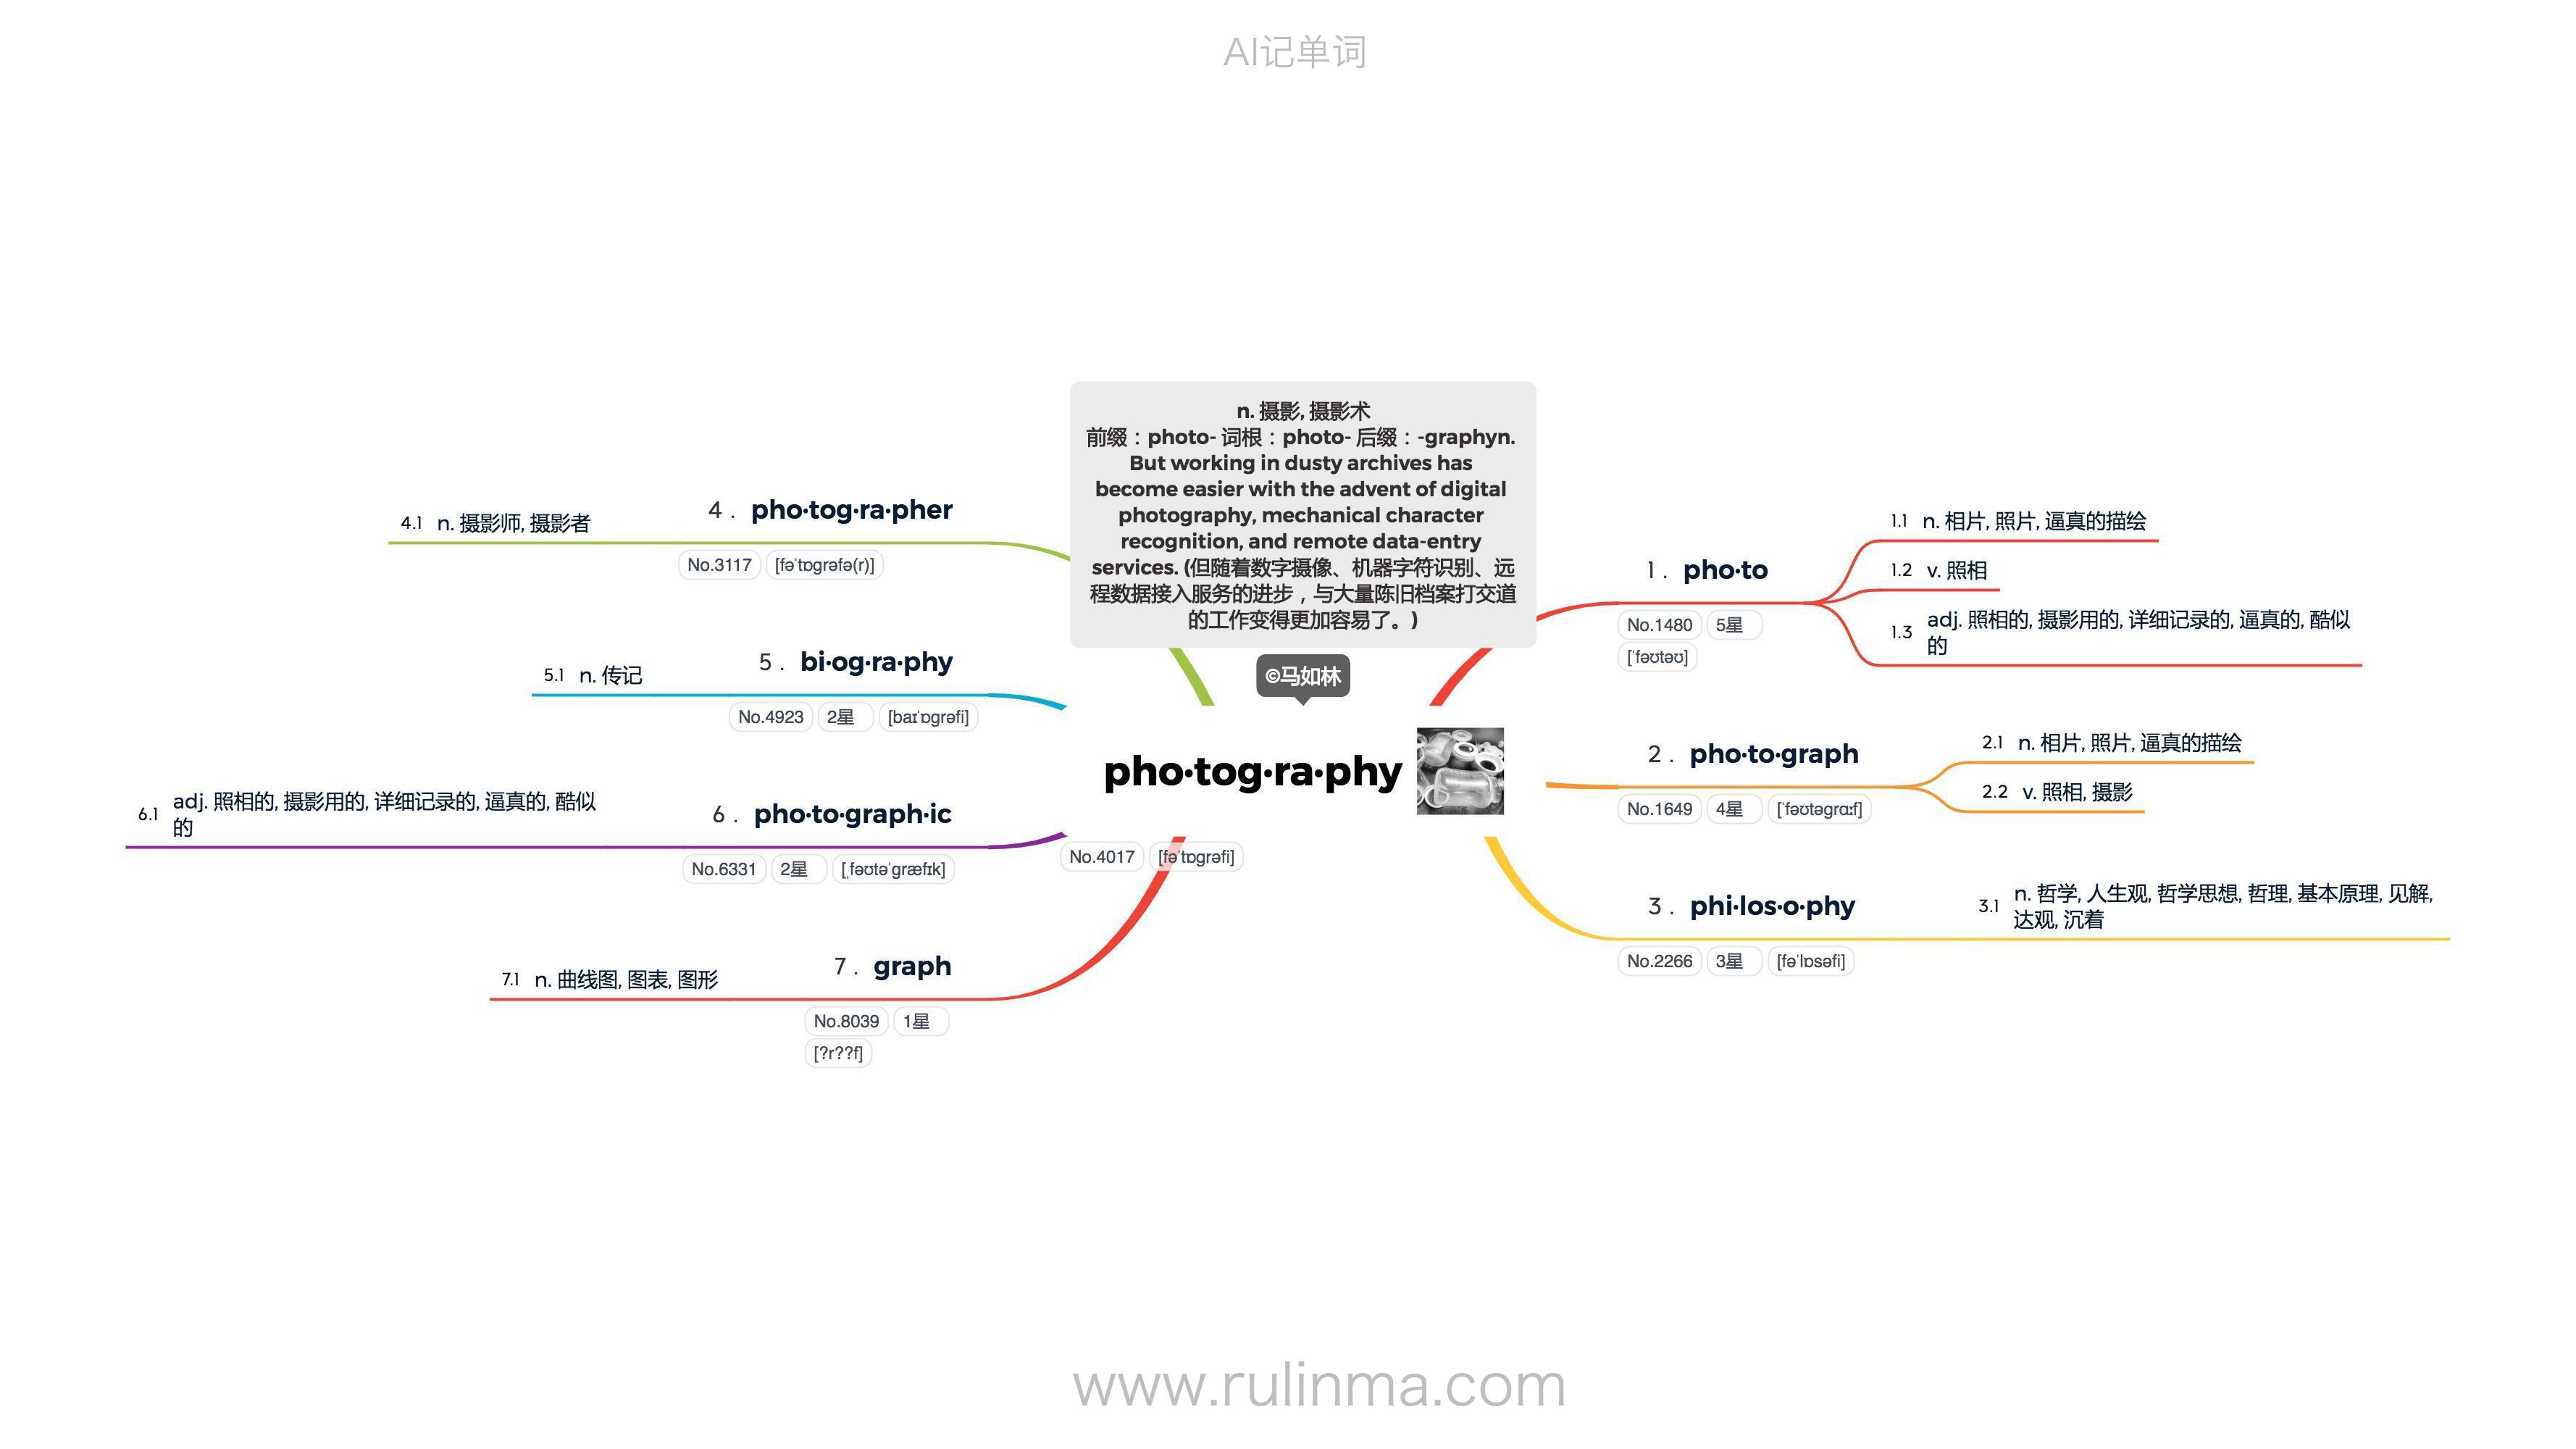 AI记单词
n. 摄影, 摄影术
前缀：photo- 词根：photo- 后缀：-graphyn.
But working in dusty archives has
become easier with the advent of digital
photography, mechanical character
recognition, and remote data-entry
services. (但随着数字摄像、机器字符识别、远
程数据接入服务的进步，与大量陈旧档案打交道
的工作变得更加容易了。)
©马如林
pho·tog·ra·phy
No.4017 [fəˈtɒɡrəfi]
1. pho·to
No.1480 5星
[ˈfəʊtəʊ]
1.1 n. 相片, 照片, 逼真的描绘
1.2 v. 照相
1.3 adj. 照相的, 摄影用的, 详细记录的, 逼真的, 酷似
的
2. pho·to·graph
No.1649 4星 [ˈfəʊtəɡrɑːf]
2.1 n. 相片, 照片, 逼真的描绘
2.2 v. 照相, 摄影
3. phi·los·o·phy
No.2266 3星 [fəˈlɒsəfi]
3.1 n. 哲学, 人生观, 哲学思想, 哲理, 基本原理, 见解,
达观, 沉着
4. pho·tog·ra·pher
No.3117 [fəˈtɒɡrəfə(r)]
4.1 n. 摄影师, 摄影者
5. bi·og·ra·phy
No.4923 2星 [baɪˈɒɡrəfi]
5.1 n. 传记
6. pho·to·graph·ic
No.6331 2星 [ˌfəʊtəˈɡræfɪk]
6.1 adj. 照相的, 摄影用的, 详细记录的, 逼真的, 酷似
的
7. graph
No.8039 1星
[?r??f]
7.1 n. 曲线图, 图表, 图形
www.rulinma.com